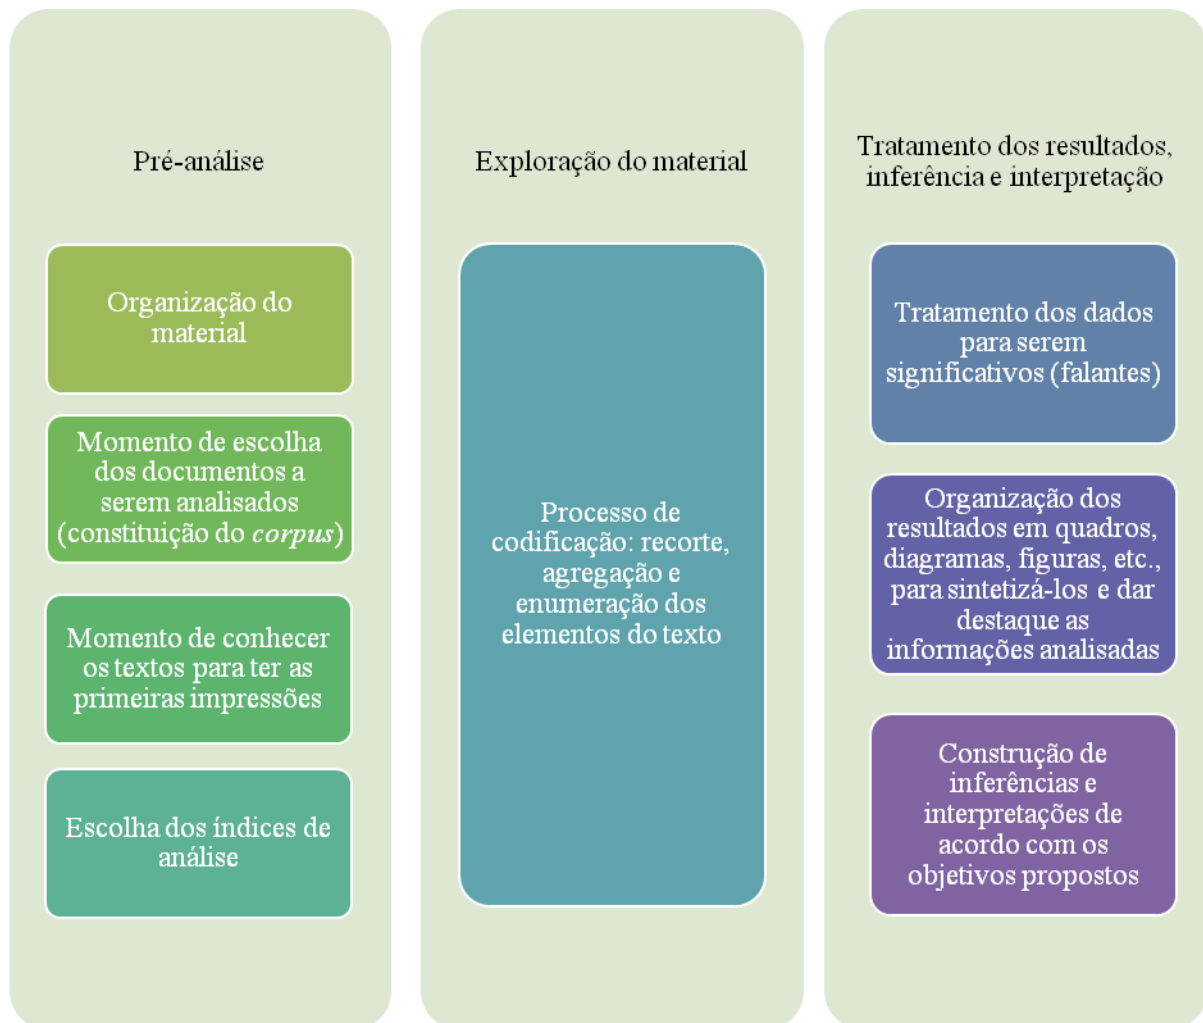 Pré-análise
Organização do
material
Momento de escolha
dos documentos a
serem analisados
(constituição do corpus)
Momento de conhecer
os textos para ter as
primeiras impressões
Escolha dos índices de
análise
Exploração do material
Processo de
codificação: recorte,
agregação e
enumeração dos
elementos do texto
Tratamento dos resultados,
inferência e interpretação
Tratamento dos dados
para serem
significativos (falantes)
Organização dos
resultados em quadros,
diagramas, figuras, etc.,
para sintetizá-los e dar
destaque as
informações analisadas
Construção de
inferências e
interpretações de
acordo com os
objetivos propostos